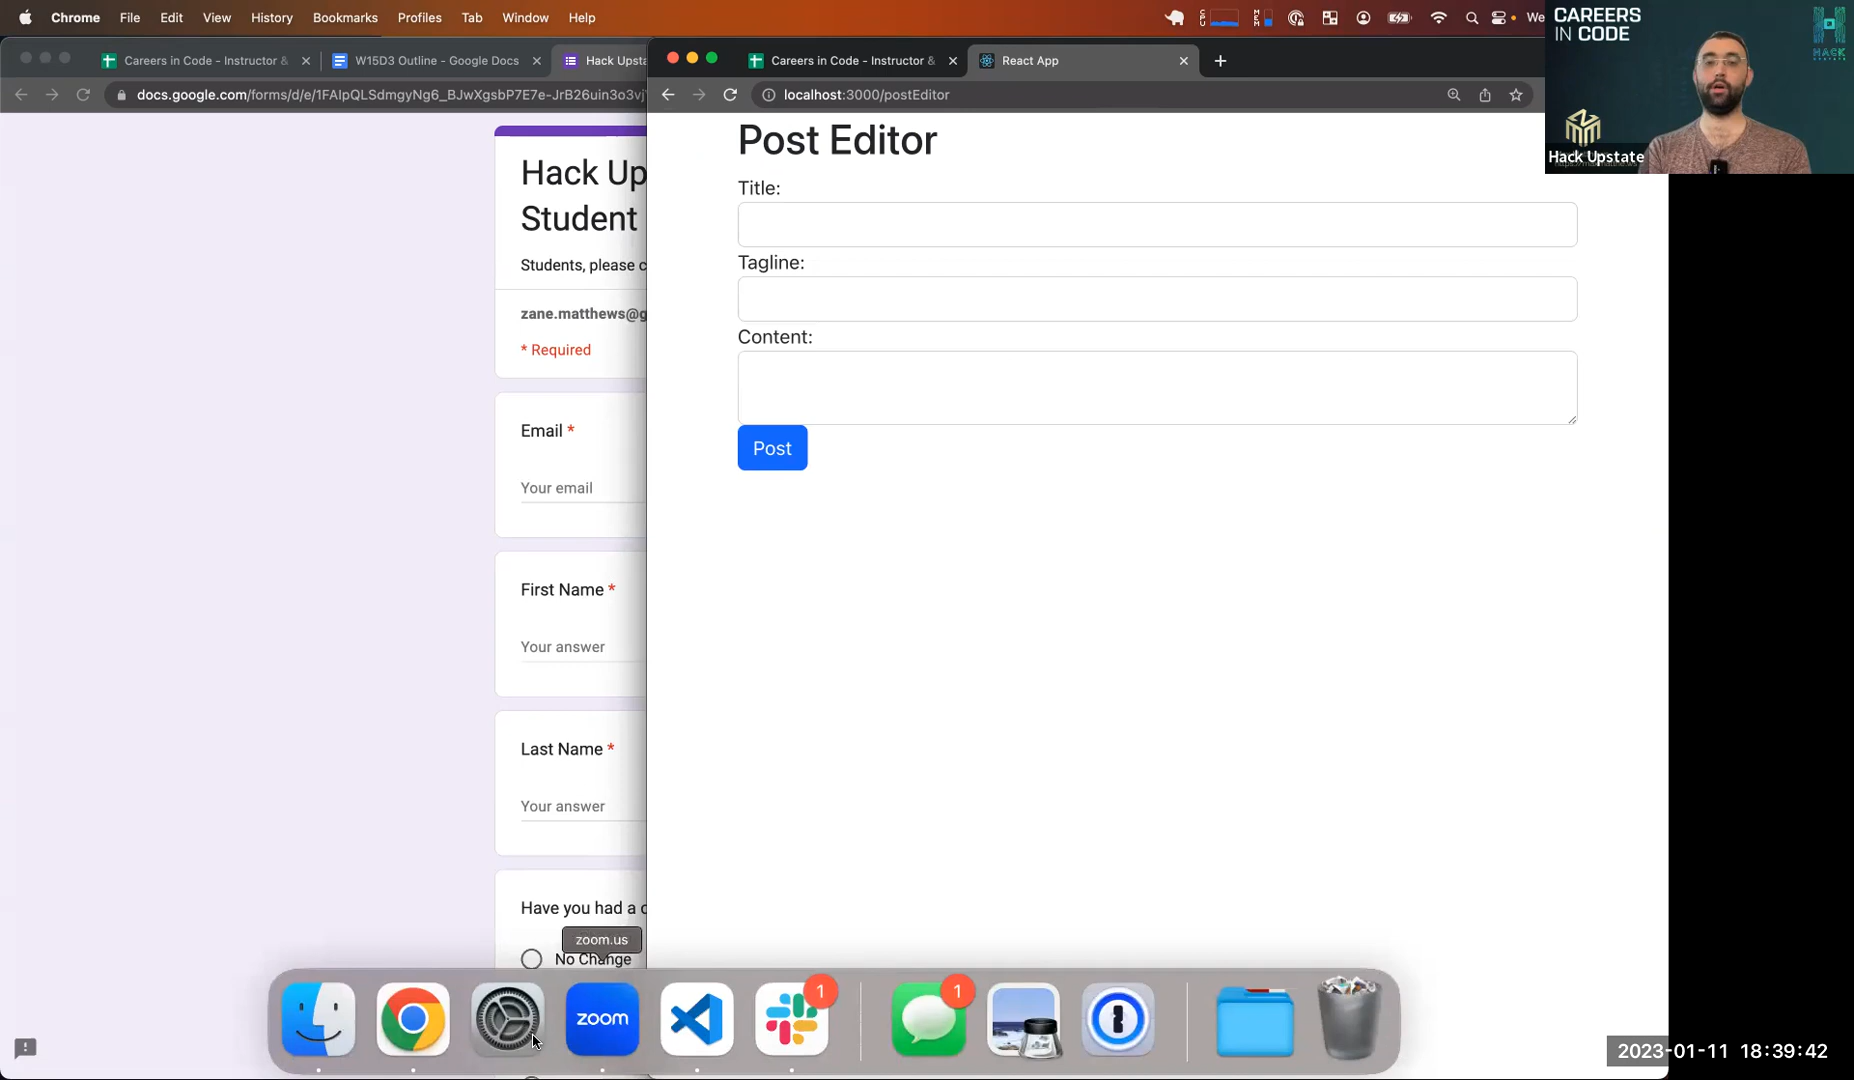 Chrome File Edit View History Bookmarks Profiles Tab Window Help
CPU
MEM
We
Careers in Code - Instructor &
W15D3 Outline - Google Docs
Hack Upsta
docs.google.com/forms/d/e/1FAIpQLSdmgyNg6_BJwXgsbP7E7e-JrB26uin3o3vj
Careers in Code - Instructor &
React App
localhost:3000/postEditor
CAREERS
IN CODE
HACK
Hack Upstate
Hack Up
Student
Students, please c
zane.matthews@g
* Required
Email *
Your email
First Name *
Your answer
Last Name *
Your answer
Have you had a c
No Change
Post Editor
Title:
Tagline:
Content:
Post
zoom.us
zoom
1
1
2023-01-11 18:39:42